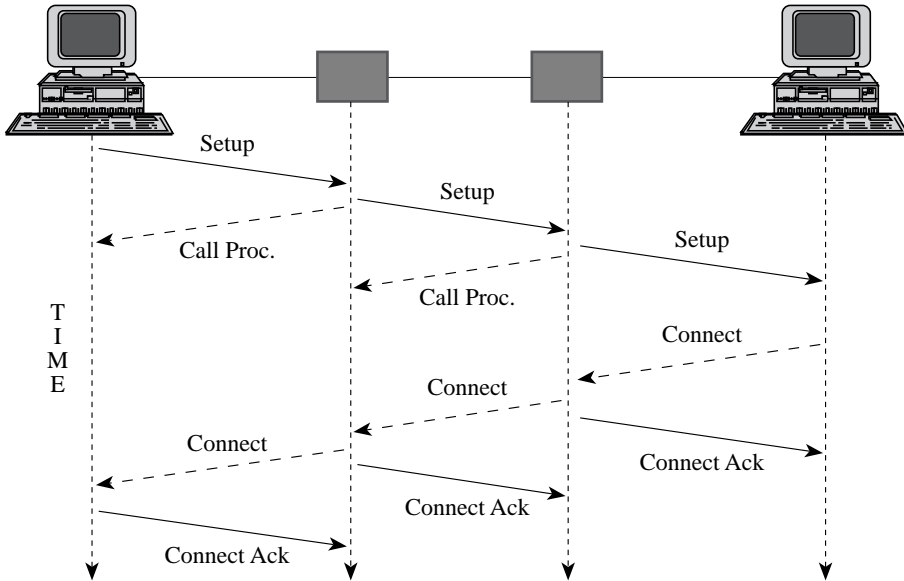 Setup
Setup
Setup
Call Proc.
Call Proc.
T
I
M
E
Connect
Connect
Connect
Connect Ack
Connect Ack
Connect Ack